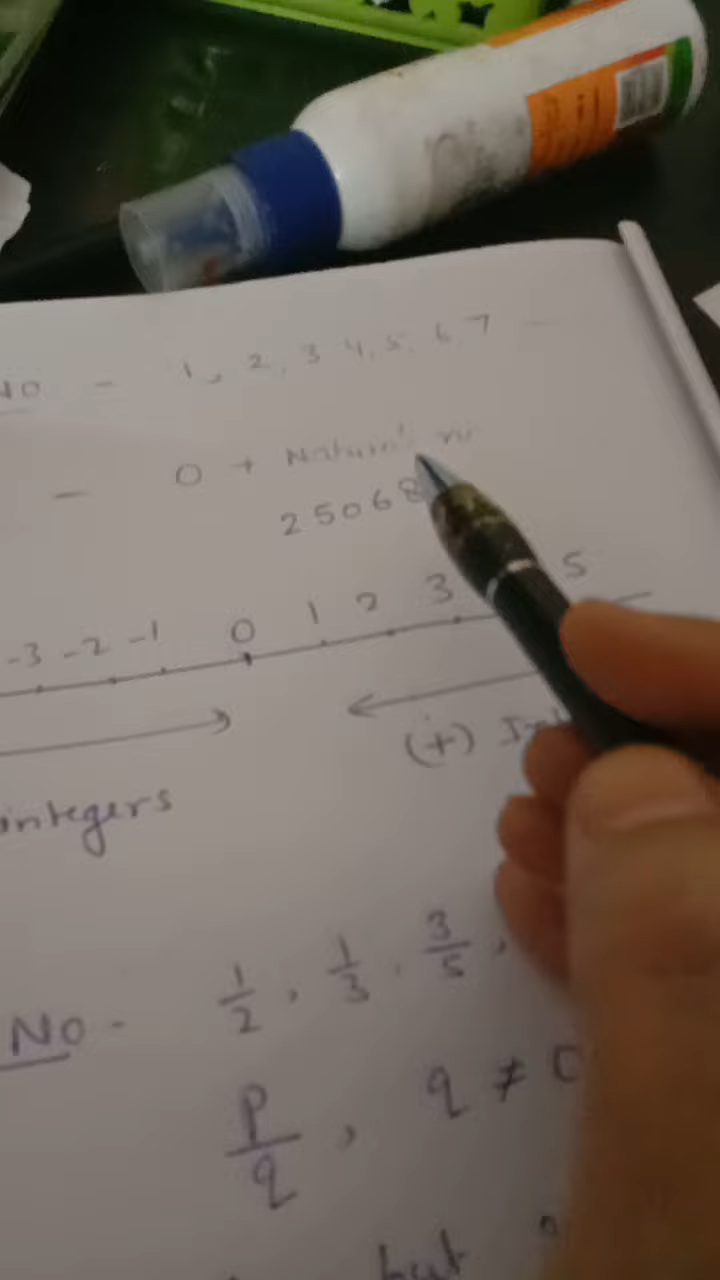 No - 1, 2, 3 4, 5, 6, 7 -
- 0 + Natural
2 5 0 6 8
-3 -2 -1 0 1 2 3 5
(+)
integers
No - 1/2, 1/3, 3/5,
p/q, q ≠
but